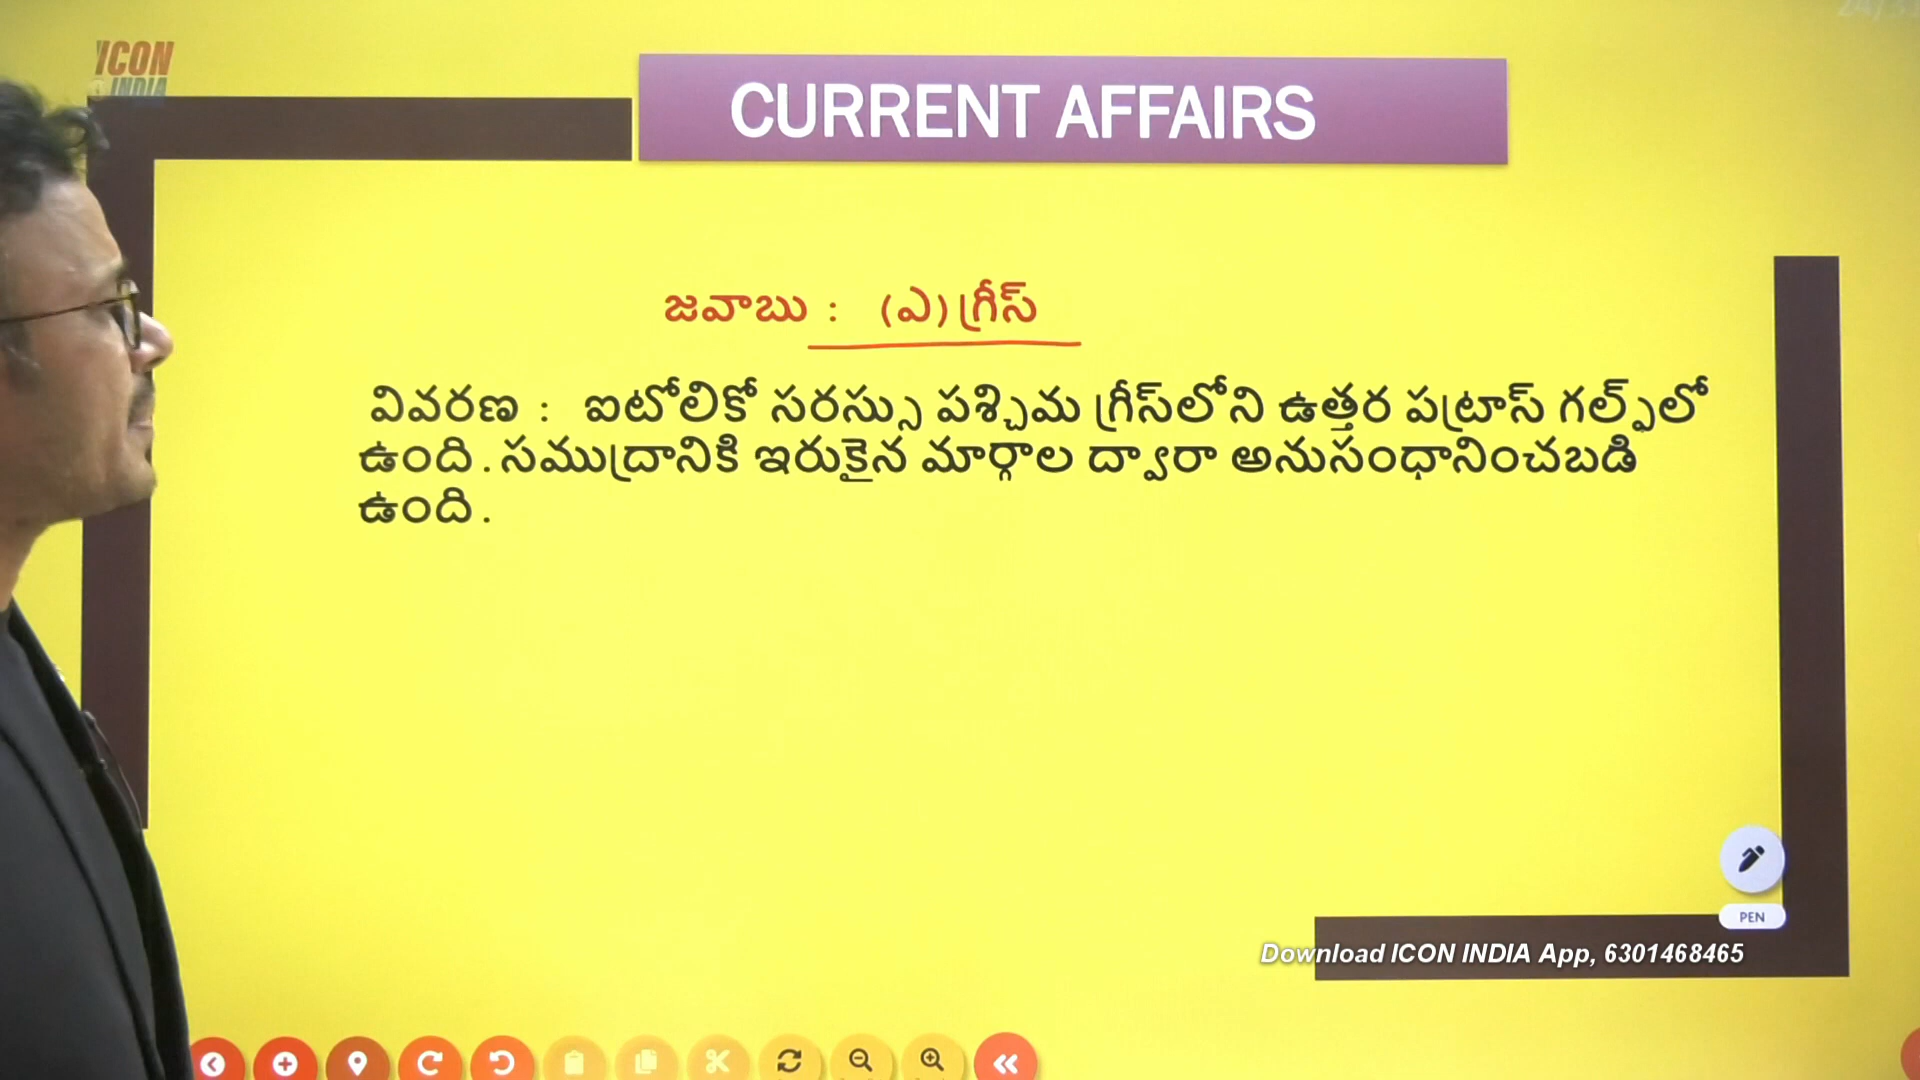 ICON
INDIA
CURRENT AFFAIRS
జవాబు : (ఎ) గ్రీస్
వివరణ : ఐటోలికో సరస్సు పశ్చిమ గ్రీస్‌లోని ఉత్తర పట్రాస్ గల్ఫ్‌లో
ఉంది. సముద్రానికి ఇరుకైన మార్గాల ద్వారా అనుసంధానించబడి
ఉంది.
PEN
Download ICON INDIA App, 6301468465